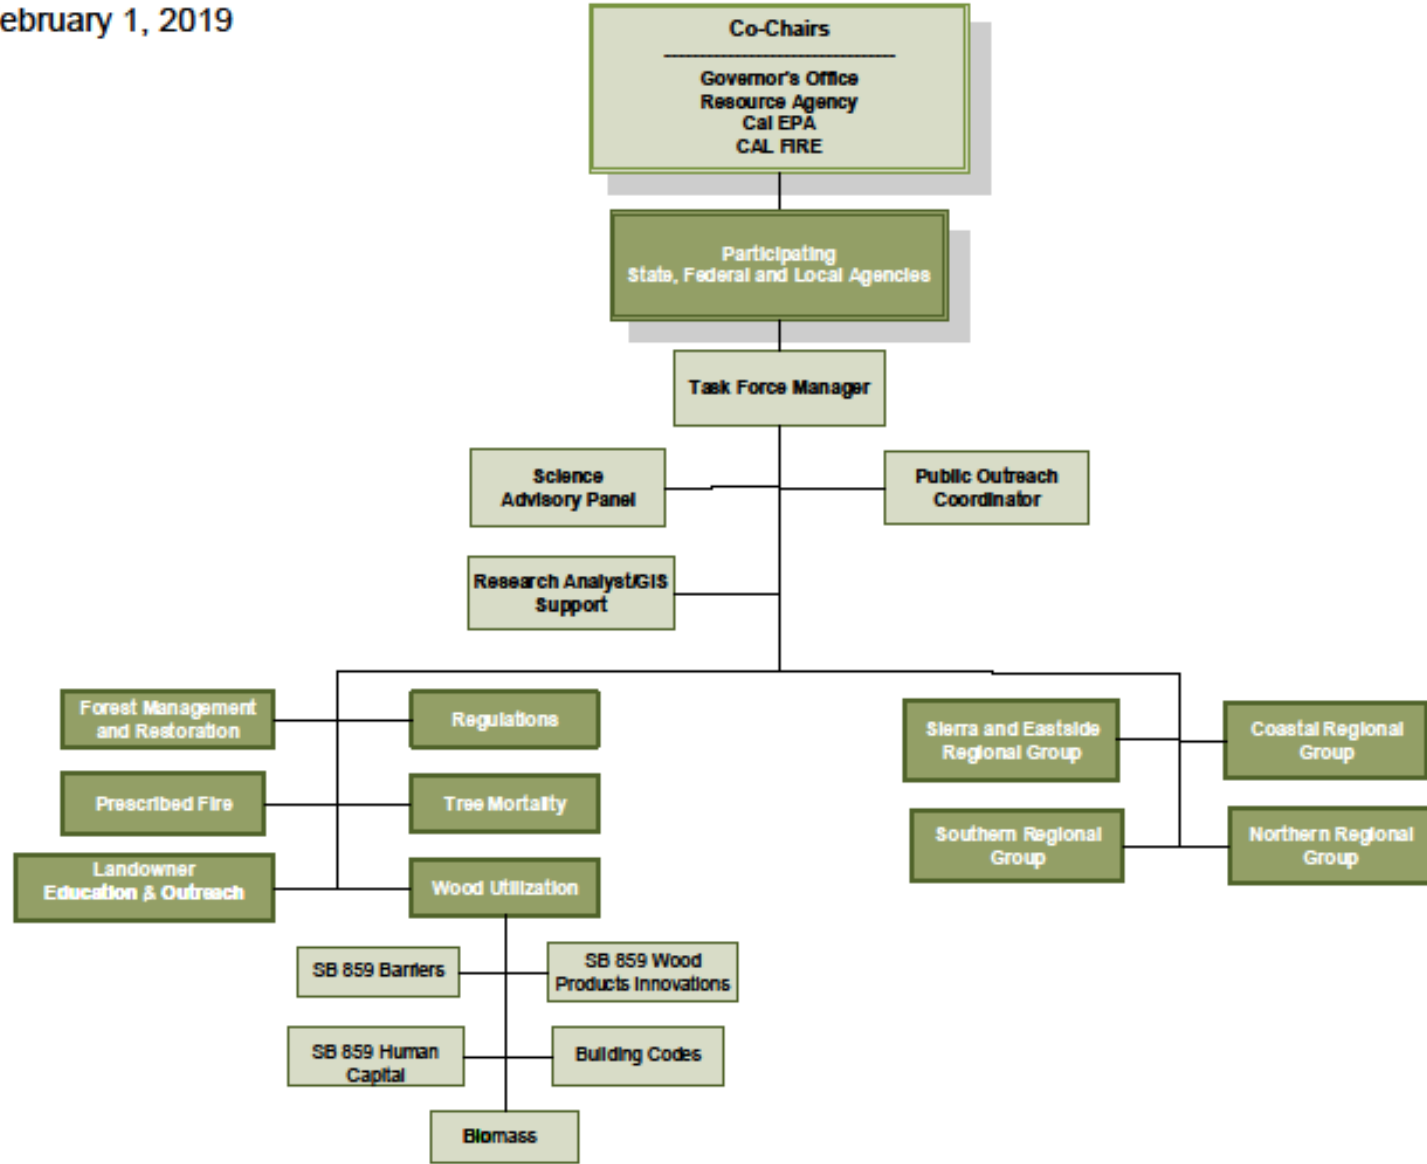 ebruary 1, 2019
Co-Chairs
Governor's Office
Resource Agency
Cal EPA
CAL FIRE
Participating
State, Federal and Local Agencies
Task Force Manager
Science
Advisory Panel
Public Outreach
Coordinator
Research Analyst/GIS
Support
Forest Management
and Restoration
Regulations
Sierra and Eastside
Regional Group
Coastal Regional
Group
Prescribed Fire
Tree Mortality
Southern Regional
Group
Northern Regional
Group
Landowner
Education & Outreach
Wood Utilization
SB 859 Barriers
SB 859 Wood
Products Innovations
SB 859 Human
Capital
Building Codes
Biomass